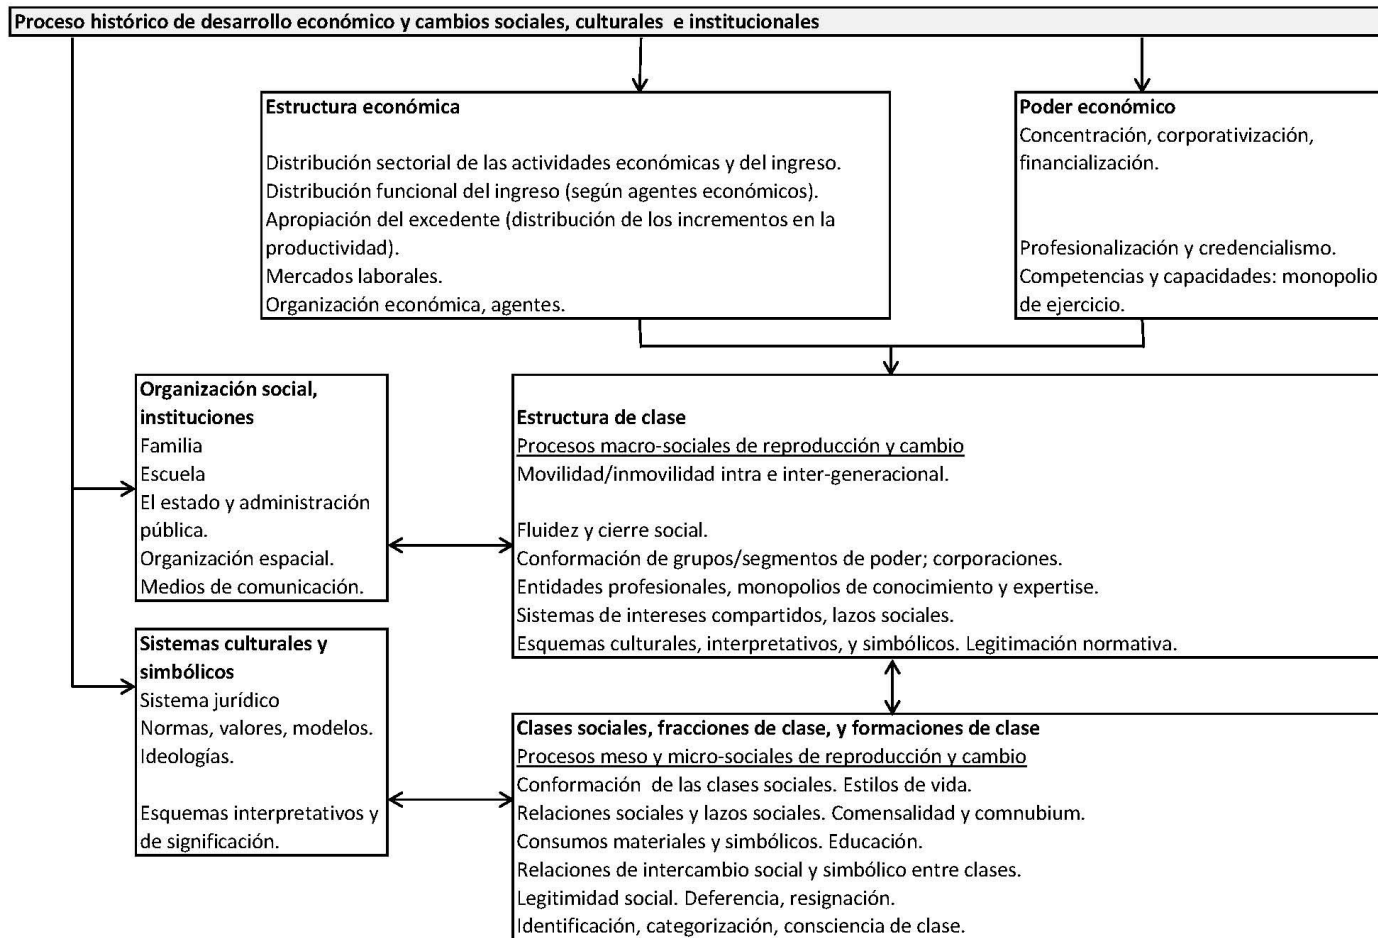 Proceso histórico de desarrollo económico y cambios sociales, culturales e institucionales
Estructura económica
Distribución sectorial de las actividades económicas y del ingreso.
Distribución funcional del ingreso (según agentes económicos).
Apropiación del excedente (distribución de los incrementos en la
productividad).
Mercados laborales.
Organización económica, agentes.
Poder económico
Concentración, corporativización,
financialización.
Profesionalización y credencialismo.
Competencias y capacidades: monopolio
de ejercicio.
Organización social,
instituciones
Familia
Escuela
El estado y administración
pública.
Organización espacial.
Medios de comunicación.
Estructura de clase
Procesos macro-sociales de reproducción y cambio
Movilidad/inmovilidad intra e inter-generacional.
Fluidez y cierre social.
Conformación de grupos/segmentos de poder; corporaciones.
Entidades profesionales, monopolios de conocimiento y expertise.
Sistemas de intereses compartidos, lazos sociales.
Esquemas culturales, interpretativos, y simbólicos. Legitimación normativa.
Sistemas culturales y
simbólicos
Sistema jurídico
Normas, valores, modelos.
Ideologías.
Esquemas interpretativos y
de significación.
Clases sociales, fracciones de clase, y formaciones de clase
Procesos meso y micro-sociales de reproducción y cambio
Conformación de las clases sociales. Estilos de vida.
Relaciones sociales y lazos sociales. Comensalidad y comnubium.
Consumos materiales y simbólicos. Educación.
Relaciones de intercambio social y simbólico entre clases.
Legitimidad social. Deferencia, resignación.
Identificación, categorización, consciencia de clase.